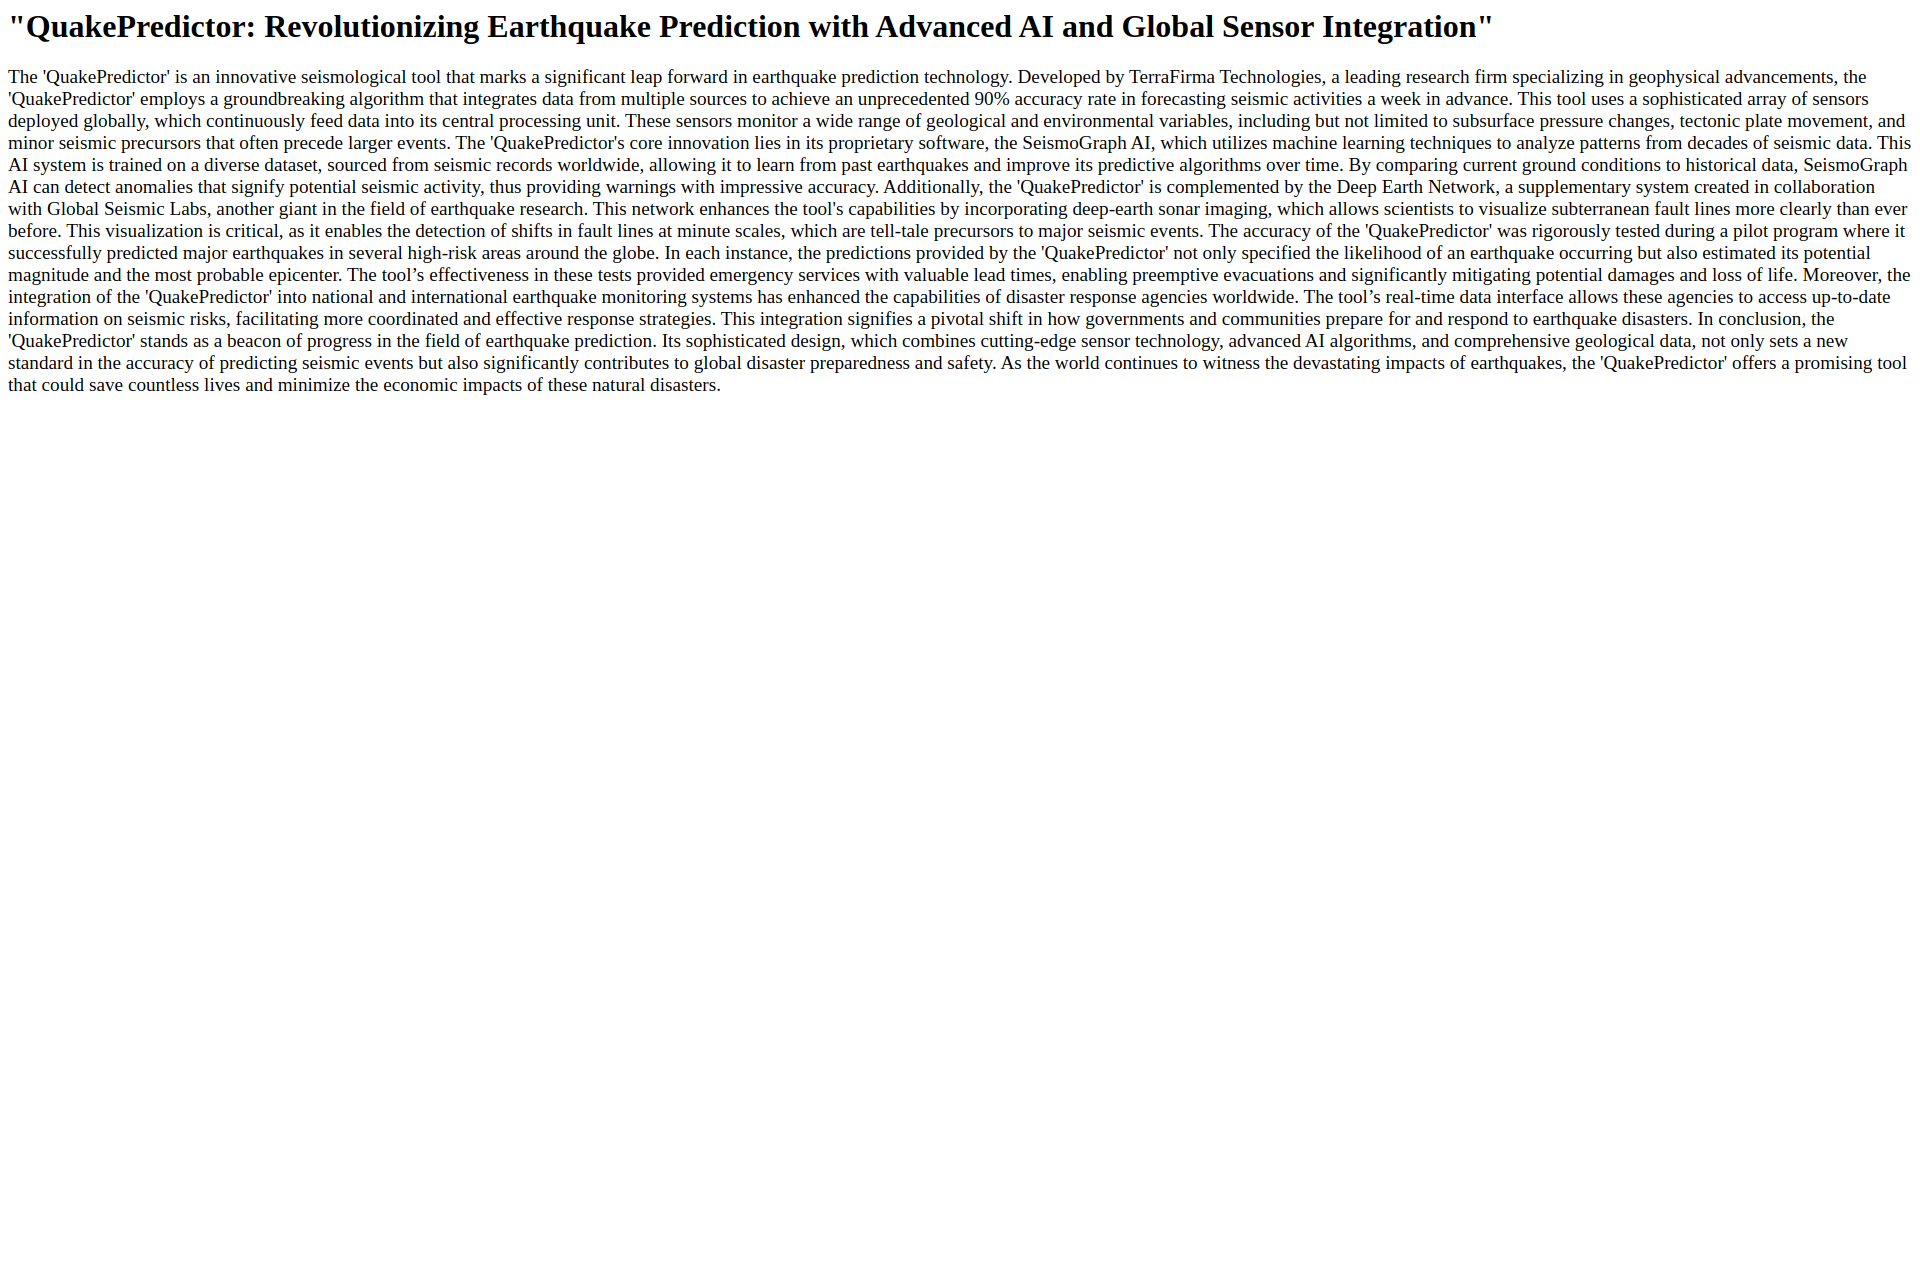 "QuakePredictor: Revolutionizing Earthquake Prediction with Advanced AI and Global Sensor Integration"
The 'QuakePredictor' is an innovative seismological tool that marks a significant leap forward in earthquake prediction technology. Developed by TerraFirma Technologies, a leading research firm specializing in geophysical advancements, the
'QuakePredictor' employs a groundbreaking algorithm that integrates data from multiple sources to achieve an unprecedented 90% accuracy rate in forecasting seismic activities a week in advance. This tool uses a sophisticated array of sensors
deployed globally, which continuously feed data into its central processing unit. These sensors monitor a wide range of geological and environmental variables, including but not limited to subsurface pressure changes, tectonic plate movement, and
minor seismic precursors that often precede larger events. The 'QuakePredictor's core innovation lies in its proprietary software, the SeismoGraph AI, which utilizes machine learning techniques to analyze patterns from decades of seismic data. This
AI system is trained on a diverse dataset, sourced from seismic records worldwide, allowing it to learn from past earthquakes and improve its predictive algorithms over time. By comparing current ground conditions to historical data, SeismoGraph
AI can detect anomalies that signify potential seismic activity, thus providing warnings with impressive accuracy. Additionally, the 'QuakePredictor' is complemented by the Deep Earth Network, a supplementary system created in collaboration
with Global Seismic Labs, another giant in the field of earthquake research. This network enhances the tool's capabilities by incorporating deep-earth sonar imaging, which allows scientists to visualize subterranean fault lines more clearly than ever
before. This visualization is critical, as it enables the detection of shifts in fault lines at minute scales, which are tell-tale precursors to major seismic events. The accuracy of the 'QuakePredictor' was rigorously tested during a pilot program where it
successfully predicted major earthquakes in several high-risk areas around the globe. In each instance, the predictions provided by the 'QuakePredictor' not only specified the likelihood of an earthquake occurring but also estimated its potential
magnitude and the most probable epicenter. The tool’s effectiveness in these tests provided emergency services with valuable lead times, enabling preemptive evacuations and significantly mitigating potential damages and loss of life. Moreover, the
integration of the 'QuakePredictor' into national and international earthquake monitoring systems has enhanced the capabilities of disaster response agencies worldwide. The tool’s real-time data interface allows these agencies to access up-to-date
information on seismic risks, facilitating more coordinated and effective response strategies. This integration signifies a pivotal shift in how governments and communities prepare for and respond to earthquake disasters. In conclusion, the
'QuakePredictor' stands as a beacon of progress in the field of earthquake prediction. Its sophisticated design, which combines cutting-edge sensor technology, advanced AI algorithms, and comprehensive geological data, not only sets a new
standard in the accuracy of predicting seismic events but also significantly contributes to global disaster preparedness and safety. As the world continues to witness the devastating impacts of earthquakes, the 'QuakePredictor' offers a promising tool
that could save countless lives and minimize the economic impacts of these natural disasters.